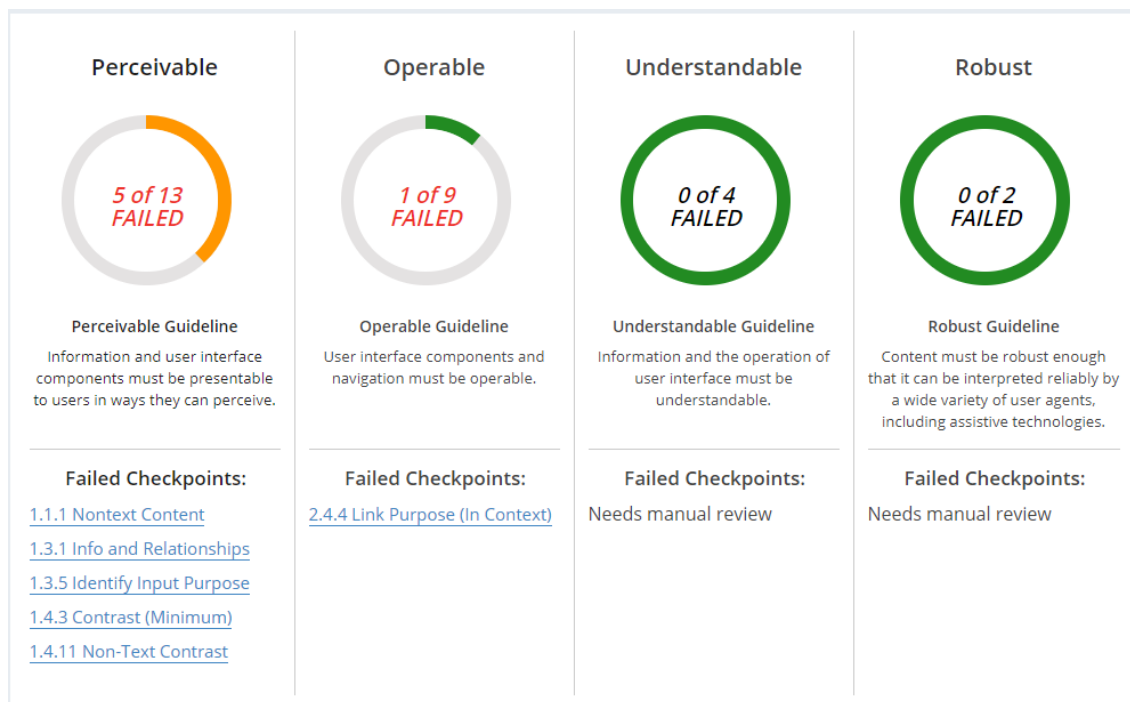 Perceivable
5 of 13
FAILED
Perceivable Guideline
Information and user interface
components must be presentable
to users in ways they can perceive.
Failed Checkpoints:
1.1.1 Nontext Content
1.3.1 Info and Relationships
1.3.5 Identify Input Purpose
1.4.3 Contrast (Minimum)
1.4.11 Non-Text Contrast
Operable
1 of 9
FAILED
Operable Guideline
User interface components and
navigation must be operable.
Failed Checkpoints:
2.4.4 Link Purpose (In Context)
Understandable
0 of 4
FAILED
Understandable Guideline
Information and the operation of
user interface must be
understandable.
Failed Checkpoints:
Needs manual review
Robust
0 of 2
FAILED
Robust Guideline
Content must be robust enough
that it can be interpreted reliably by
a wide variety of user agents,
including assistive technologies.
Failed Checkpoints:
Needs manual review